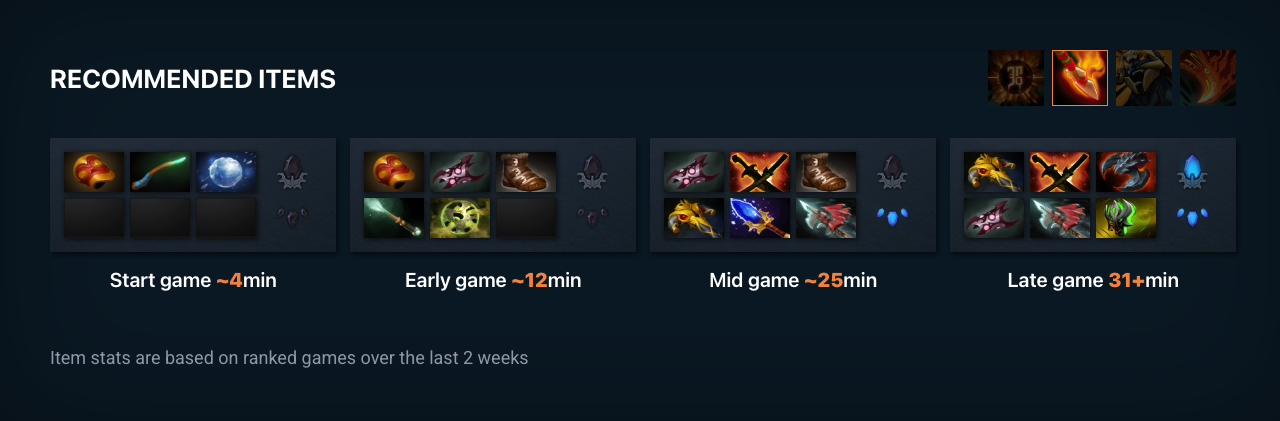 RECOMMENDED ITEMS
Start game ~4min
Early game ~12min
Mid game ~25min
Late game 31+min
Item stats are based on ranked games over the last 2 weeks